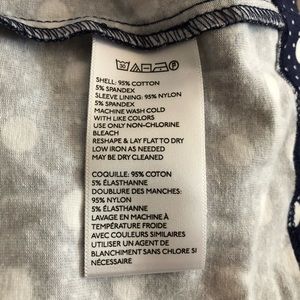 30 P
SHELL: 95% COTTON
5% SPANDEX
SLEEVE LINING: 95% NYLON
5% SPANDEX
MACHINE WASH COLD
WITH LIKE COLORS
USE ONLY NON-CHLORINE
BLEACH
RESHAPE & LAY FLAT TO DRY
LOW IRON AS NEEDED
MAY BE DRY CLEANED
COQUILLE: 95% COTON
5% ÉLASTHANNE
DOUBLURE DES MANCHES:
95% NYLON
5% ÉLASTHANNE
LAVAGE EN MACHINE À
TEMPÉRATURE FROIDE
AVEC COULEURS SIMILAIRES
UTILISER UN AGENT DE
BLANCHIMENT SANS CHLORE SI
NÉCESSAIRE